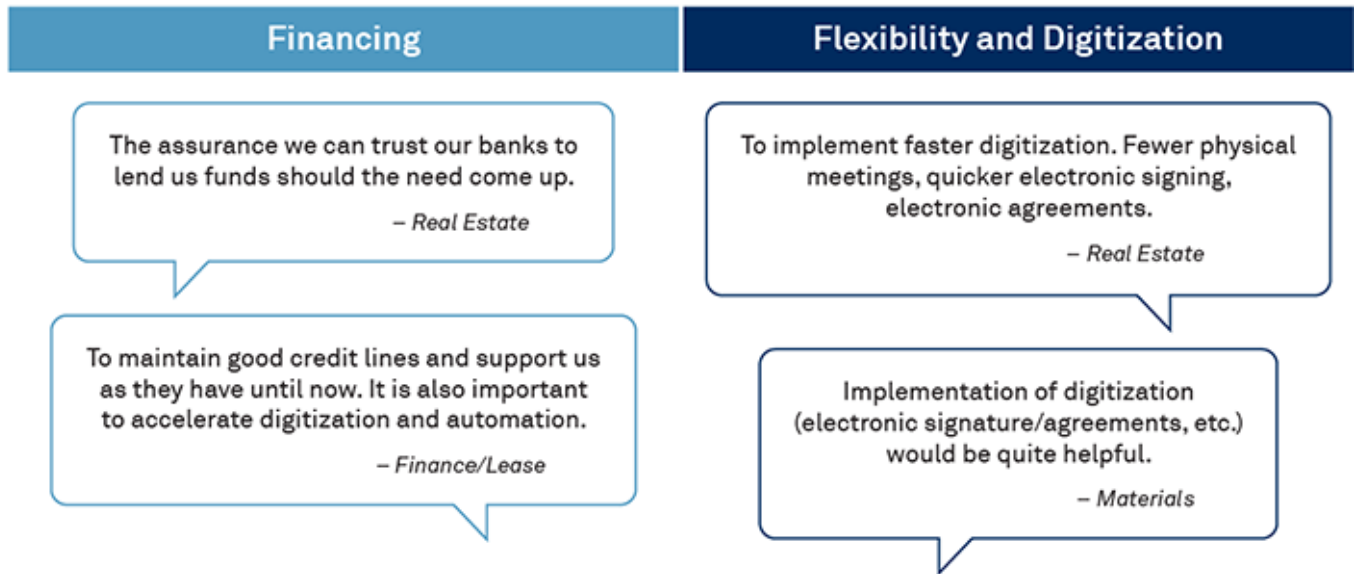 Financing
The assurance we can trust our banks to
lend us funds should the need come up.
– Real Estate
To maintain good credit lines and support us
as they have until now. It is also important
to accelerate digitization and automation.
– Finance/Lease
Flexibility and Digitization
To implement faster digitization. Fewer physical
meetings, quicker electronic signing,
electronic agreements.
– Real Estate
Implementation of digitization
(electronic signature/agreements, etc.)
would be quite helpful.
– Materials